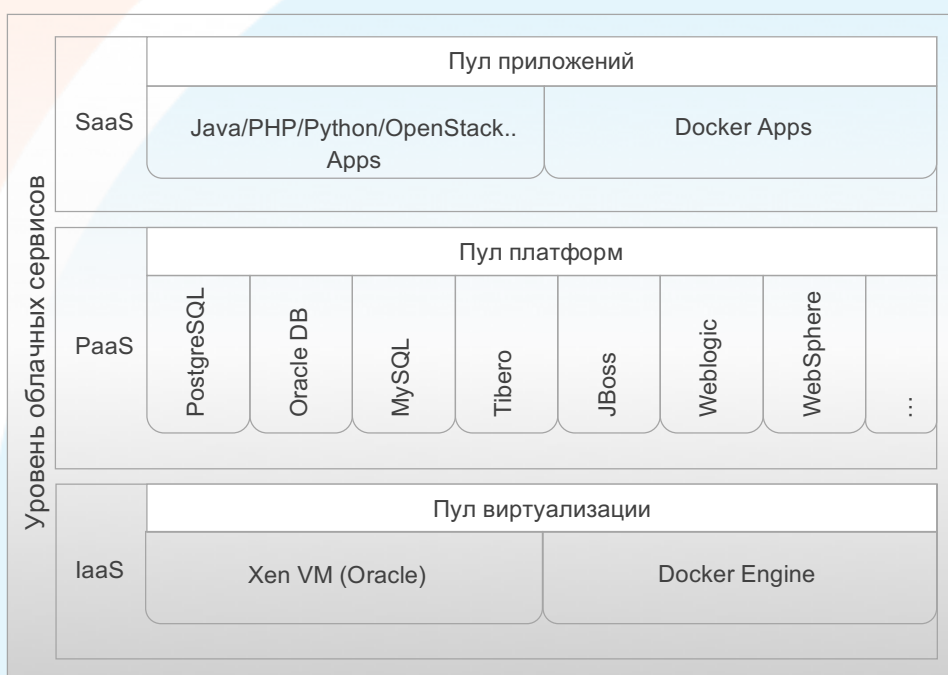 Уровень облачных сервисов
SaaS
Пул приложений
Java/PHP/Python/OpenStack..
Apps
Docker Apps
PaaS
Пул платформ
PostgreSQL
Oracle DB
MySQL
Tibero
JBoss
Weblogic
WebSphere
…
IaaS
Пул виртуализации
Xen VM (Oracle)
Docker Engine